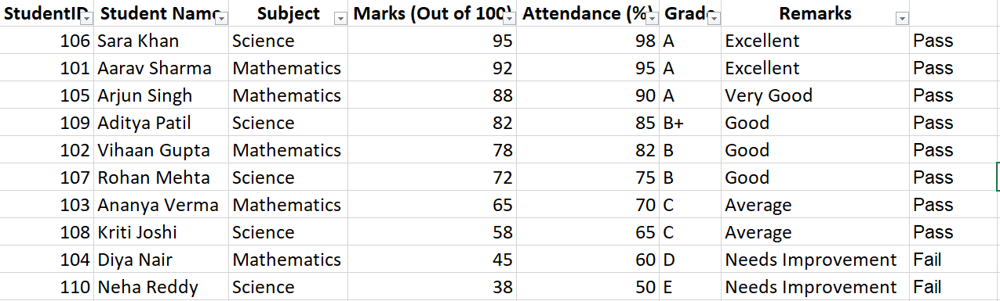 StudentID Student Name Subject Marks (Out of 100) Attendance (%) Grade Remarks
106 Sara Khan Science 95 98 A Excellent Pass
101 Aarav Sharma Mathematics 92 95 A Excellent Pass
105 Arjun Singh Mathematics 88 90 A Very Good Pass
109 Aditya Patil Science 82 85 B+ Good Pass
102 Vihaan Gupta Mathematics 78 82 B Good Pass
107 Rohan Mehta Science 72 75 B Good Pass
103 Ananya Verma Mathematics 65 70 C Average Pass
108 Kriti Joshi Science 58 65 C Average Pass
104 Diya Nair Mathematics 45 60 D Needs Improvement Fail
110 Neha Reddy Science 38 50 E Needs Improvement Fail